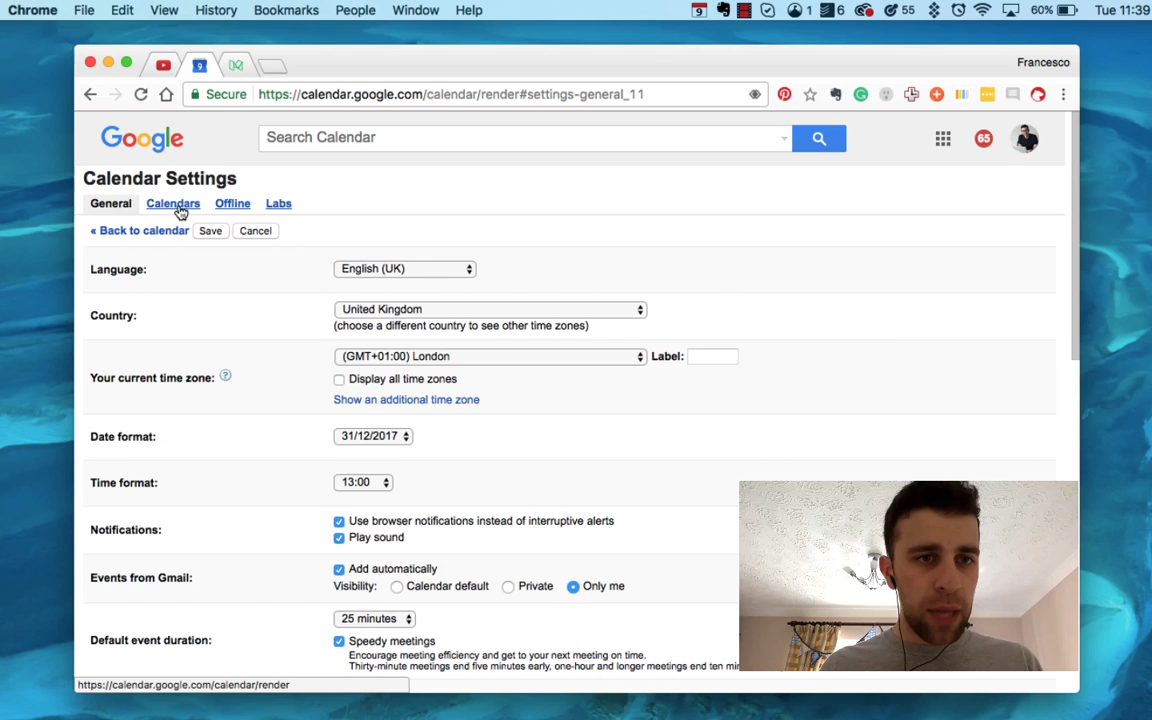 Chrome File Edit View History Bookmarks People Window Help 9 1 6 55 60% Tue 11:39
9 Francesco
Secure https://calendar.google.com/calendar/render#settings-general_11
Google Search Calendar 65
Calendar Settings
General Calendars Offline Labs
« Back to calendar Save Cancel
Language: English (UK)
Country: United Kingdom
(choose a different country to see other time zones)
Your current time zone: ? (GMT+01:00) London Label:
Display all time zones
Show an additional time zone
Date format: 31/12/2017
Time format: 13:00
Notifications: Use browser notifications instead of interruptive alerts
Play sound
Events from Gmail: Add automatically
Visibility: Calendar default Private Only me
Default event duration: 25 minutes
Speedy meetings
Encourage meeting efficiency and get to your next meeting on time.
Thirty-minute meetings end five minutes early, one-hour and longer meetings end ten min
https://calendar.google.com/calendar/render